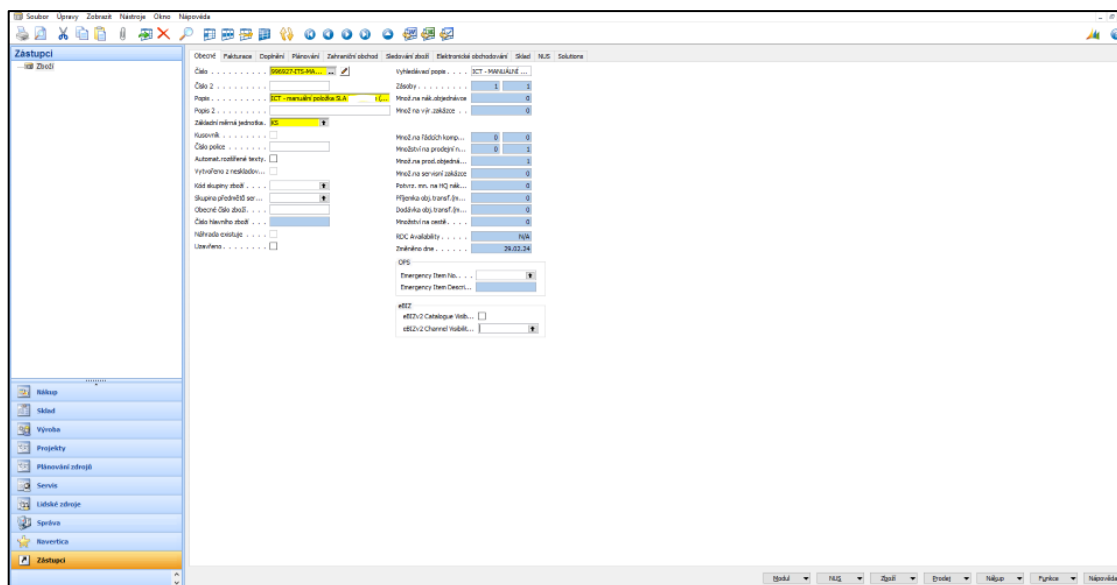 Soubor Úpravy Zobrazit Nástroje Okno Nápověda
Zástupci
Zboží
Nákup
Sklad
Výroba
Projekty
Plánování zdrojů
Servis
Lidské zdroje
Správa
Navertica
Zástupci
Obecné Fakturace Doplnění Plánování Zahraniční obchod Sledování zboží Elektronické obchodování Sklad NUS Solutions
Číslo . . . . . . . . . . 996927-ITS-MA... ...
Číslo 2 . . . . . . . . .
Popis . . . . . . . . . . ICT - manuální položka SLA
Popis 2 . . . . . . . . .
Základní měrná jednotka . KS
Kusovník . . . . . . . .
Číslo police . . . . . . .
Automat.rozšířené texty .
Vytvořeno z neskladov...
Kód skupiny zboží . . . .
Skupina předmětů ser...
Obecné číslo zboží . . . .
Číslo hlavního zboží . . .
Náhrada existuje . . . .
Uzavřeno . . . . . . . .
Vyhledávací popis . . . . ICT - MANUÁLNÍ ...
Zásoby . . . . . . . . . 1 1
Množ.na nák.objednávce 0
Množ na výr.zakázce . . 0
Množ.na řádcích komp... 0 0
Množství na prodejní n... 0 1
Množ.na prod.objedná... 1
Množ.na servisní zakázce 0
Potvrz. mn. na HQ nák... 0
Příjemka obj.transf.(m... 0
Dodávka obj.transf.(m... 0
Množství na cestě . . . . 0
RDC Availability . . . . . N/A
Změněno dne . . . . . . 29.02.24
OPS
Emergency Item No. . . .
Emergency Item Descri...
eBIZ
eBIZv2 Catalogue Visib...
eBIZv2 Channel Visibilit...
Modul NUS Zboží Prodej Nákup Funkce Nápověda